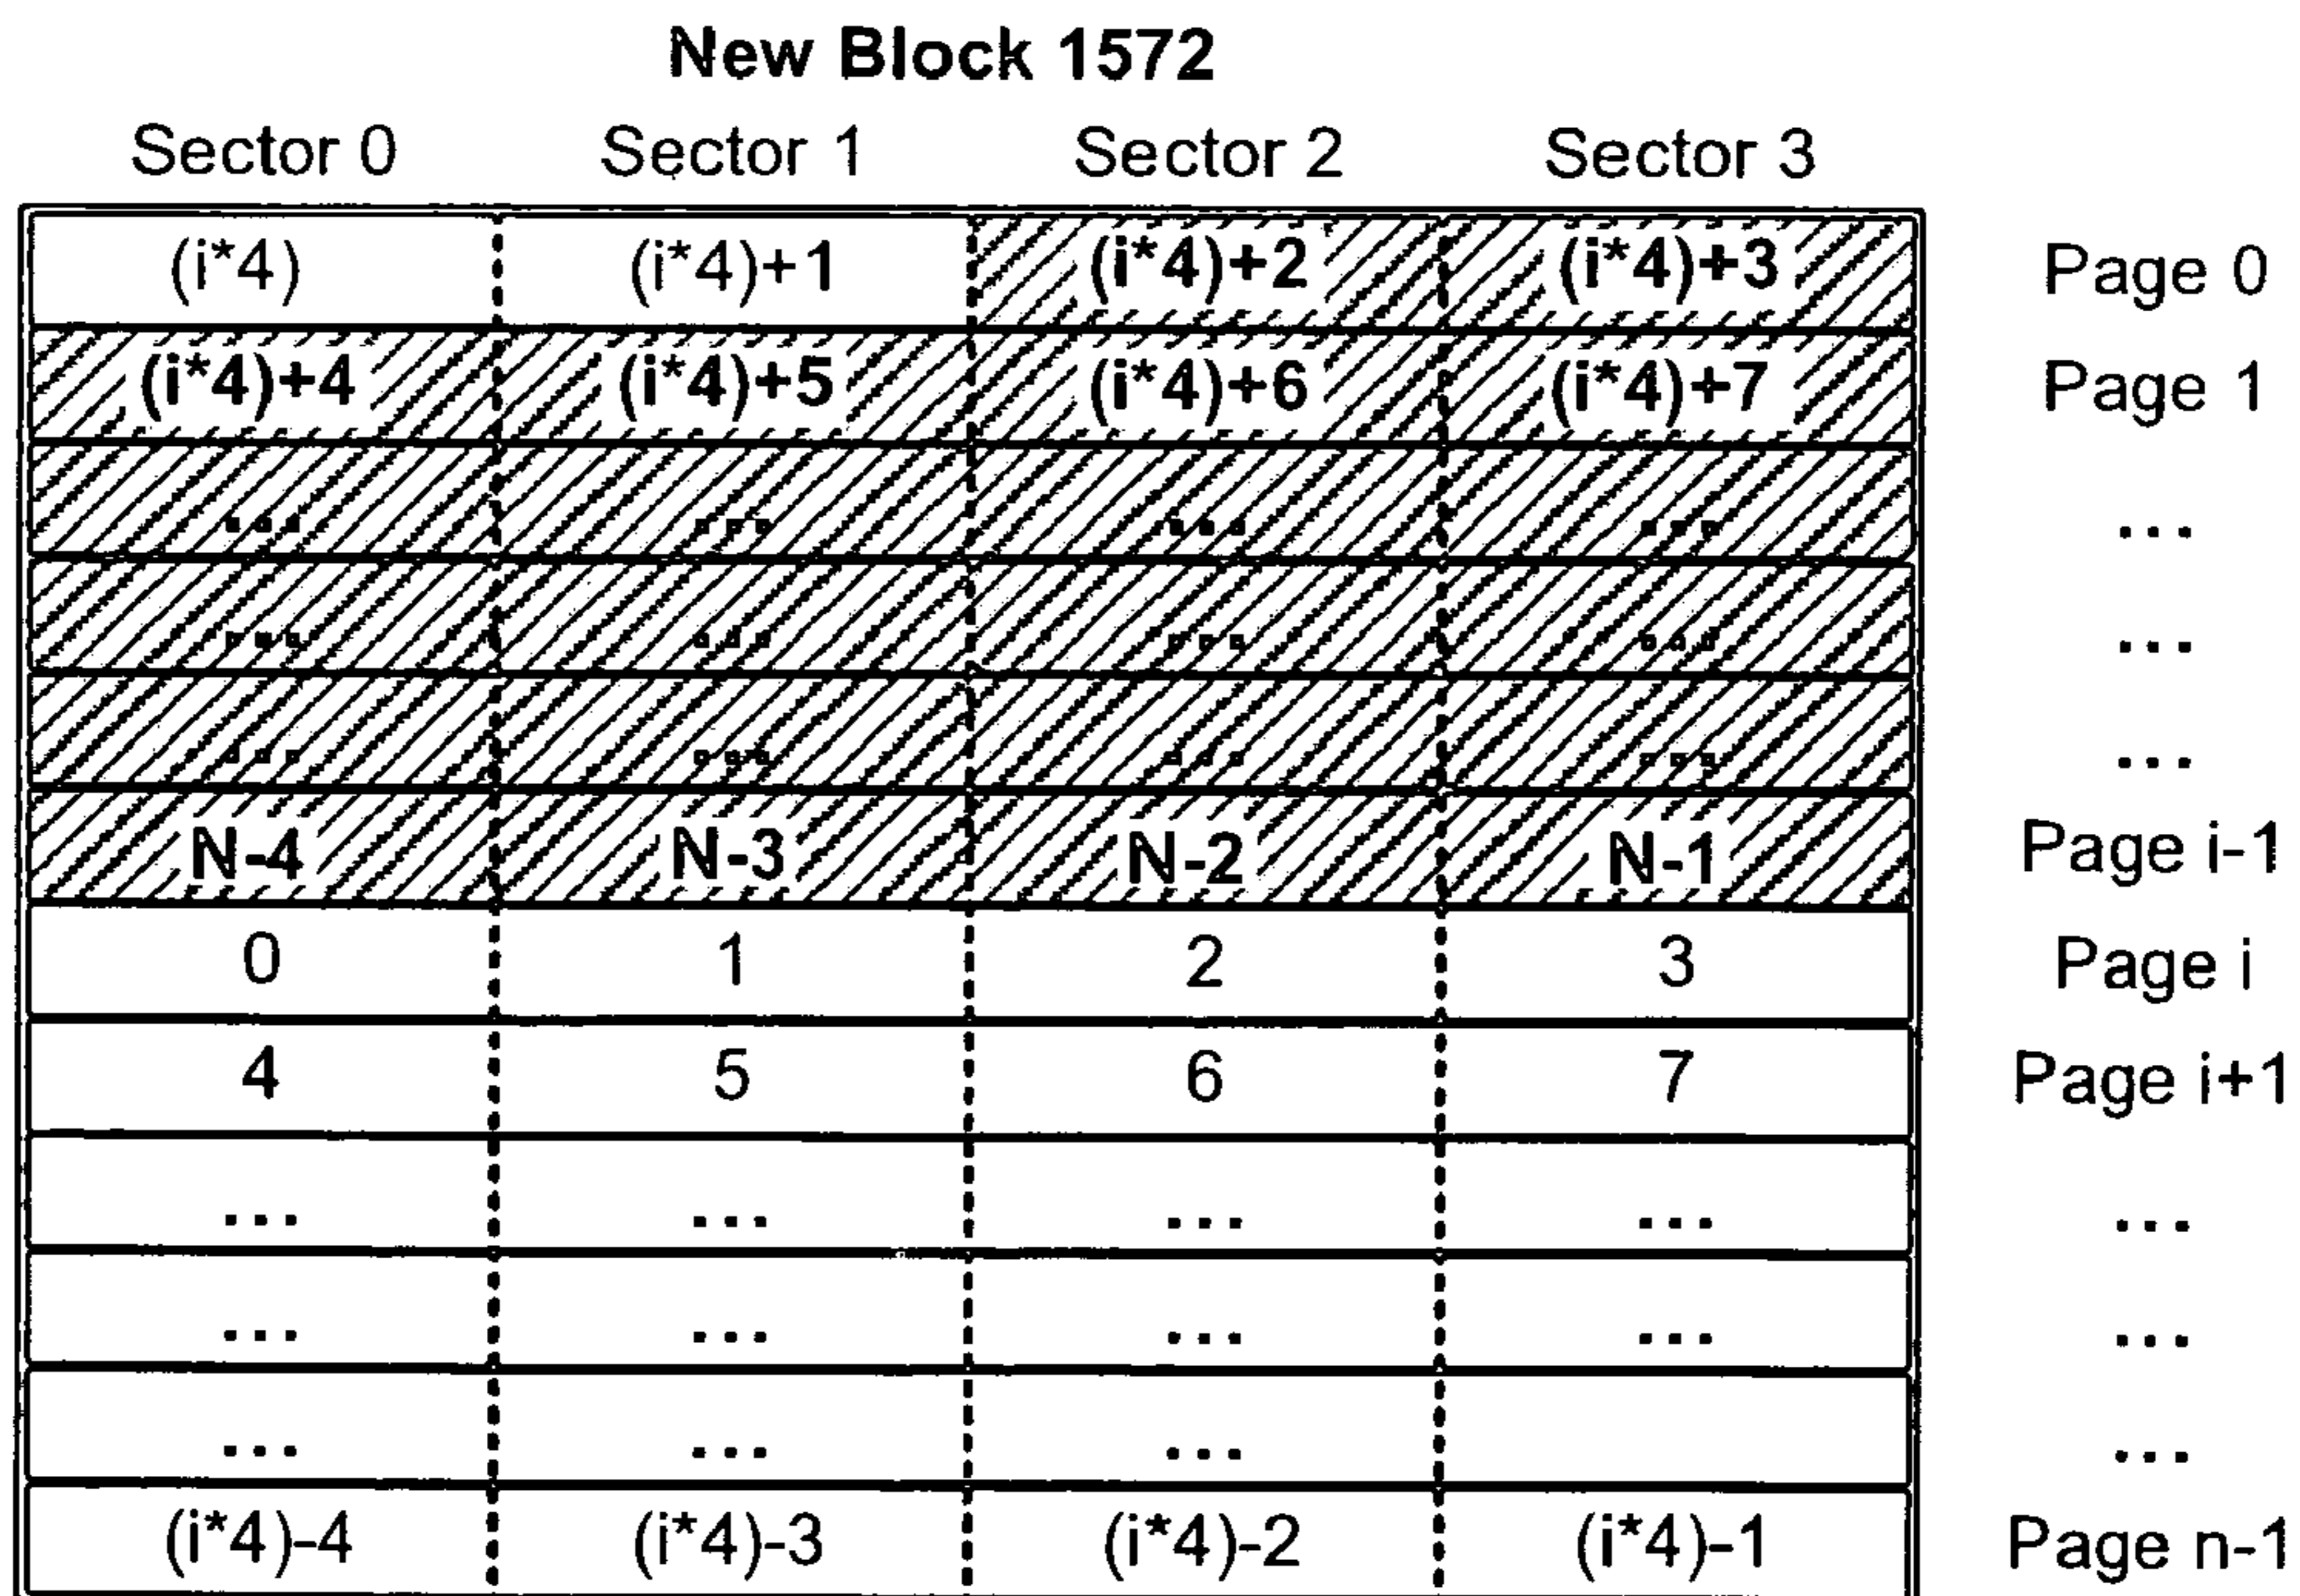 New Block 1572
Sector 0 Sector 1 Sector 2 Sector 3
(i*4) (i*4)+1 (i*4)+2 (i*4)+3 Page 0
(i*4)+4 (i*4)+5 (i*4)+6 (i*4)+7 Page 1
... ... ... ... ...
... ... ... ... ...
... ... ... ... ...
N-4 N-3 N-2 N-1 Page i-1
0 1 2 3 Page i
4 5 6 7 Page i+1
... ... ... ... ...
... ... ... ... ...
... ... ... ...
(i*4)-4 (i*4)-3 (i*4)-2 (i*4)-1 Page n-1